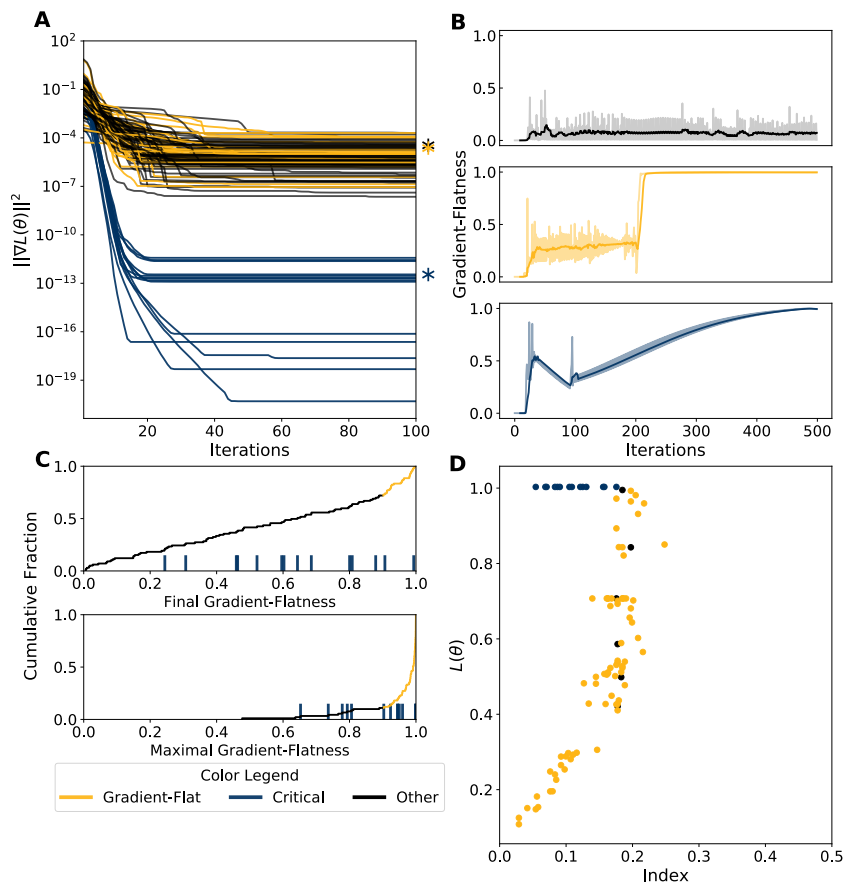 A
10^2
10^-1
10^-4
10^-7
10^-10
10^-13
10^-16
10^-19
||∇L(θ)||^2
*
*
*
20 40 60 80 100
Iterations
B
1.0
0.5
0.0
1.0
0.5
0.0
1.0
0.5
0.0
Gradient-Flatness
0 100 200 300 400 500
Iterations
C
1.0
0.5
0.0
0.0 0.2 0.4 0.6 0.8 1.0
Final Gradient-Flatness
1.0
0.5
0.0
0.0 0.2 0.4 0.6 0.8 1.0
Maximal Gradient-Flatness
Cumulative Fraction
Color Legend
Gradient-Flat Critical Other
D
1.0
0.8
0.6
0.4
0.2
L(θ)
0.0 0.1 0.2 0.3 0.4 0.5
Index